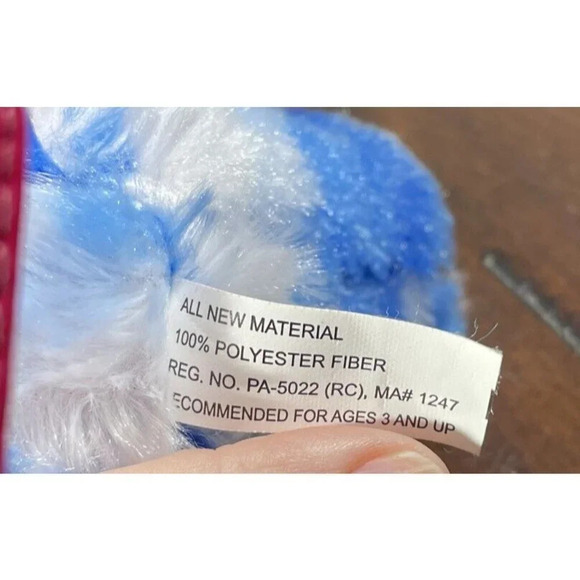 ALL NEW MATERIAL
100% POLYESTER FIBER
REG. NO. PA-5022 (RC), MA# 1247
ECOMMENDED FOR AGES 3 AND UP